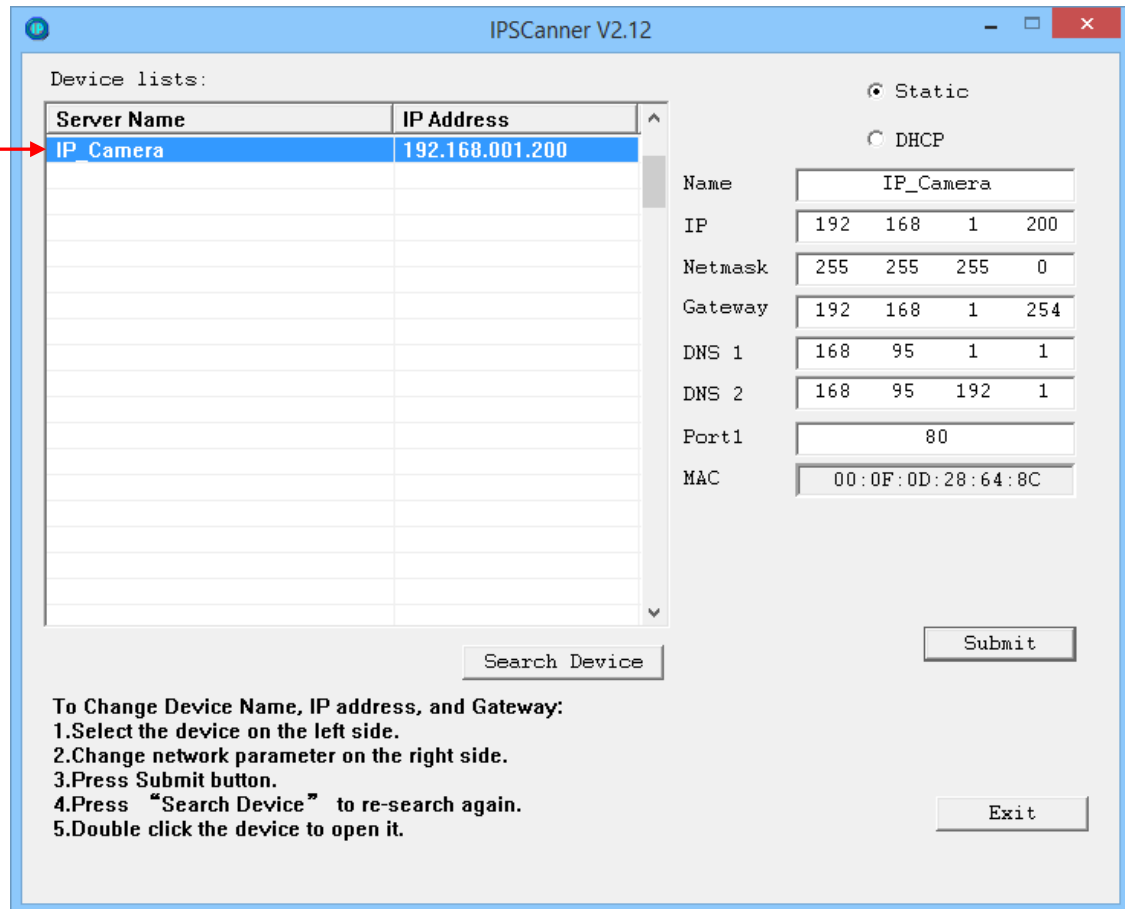 IP
IPSCanner V2.12
Device lists:
Server Name IP Address
IP_Camera 192.168.001.200
Static
DHCP
Name IP_Camera
IP 192 168 1 200
Netmask 255 255 255 0
Gateway 192 168 1 254
DNS 1 168 95 1 1
DNS 2 168 95 192 1
Port1 80
MAC 00:0F:0D:28:64:8C
Submit
Search Device
To Change Device Name, IP address, and Gateway:
1.Select the device on the left side.
2.Change network parameter on the right side.
3.Press Submit button.
4.Press “Search Device” to re-search again.
5.Double click the device to open it.
Exit